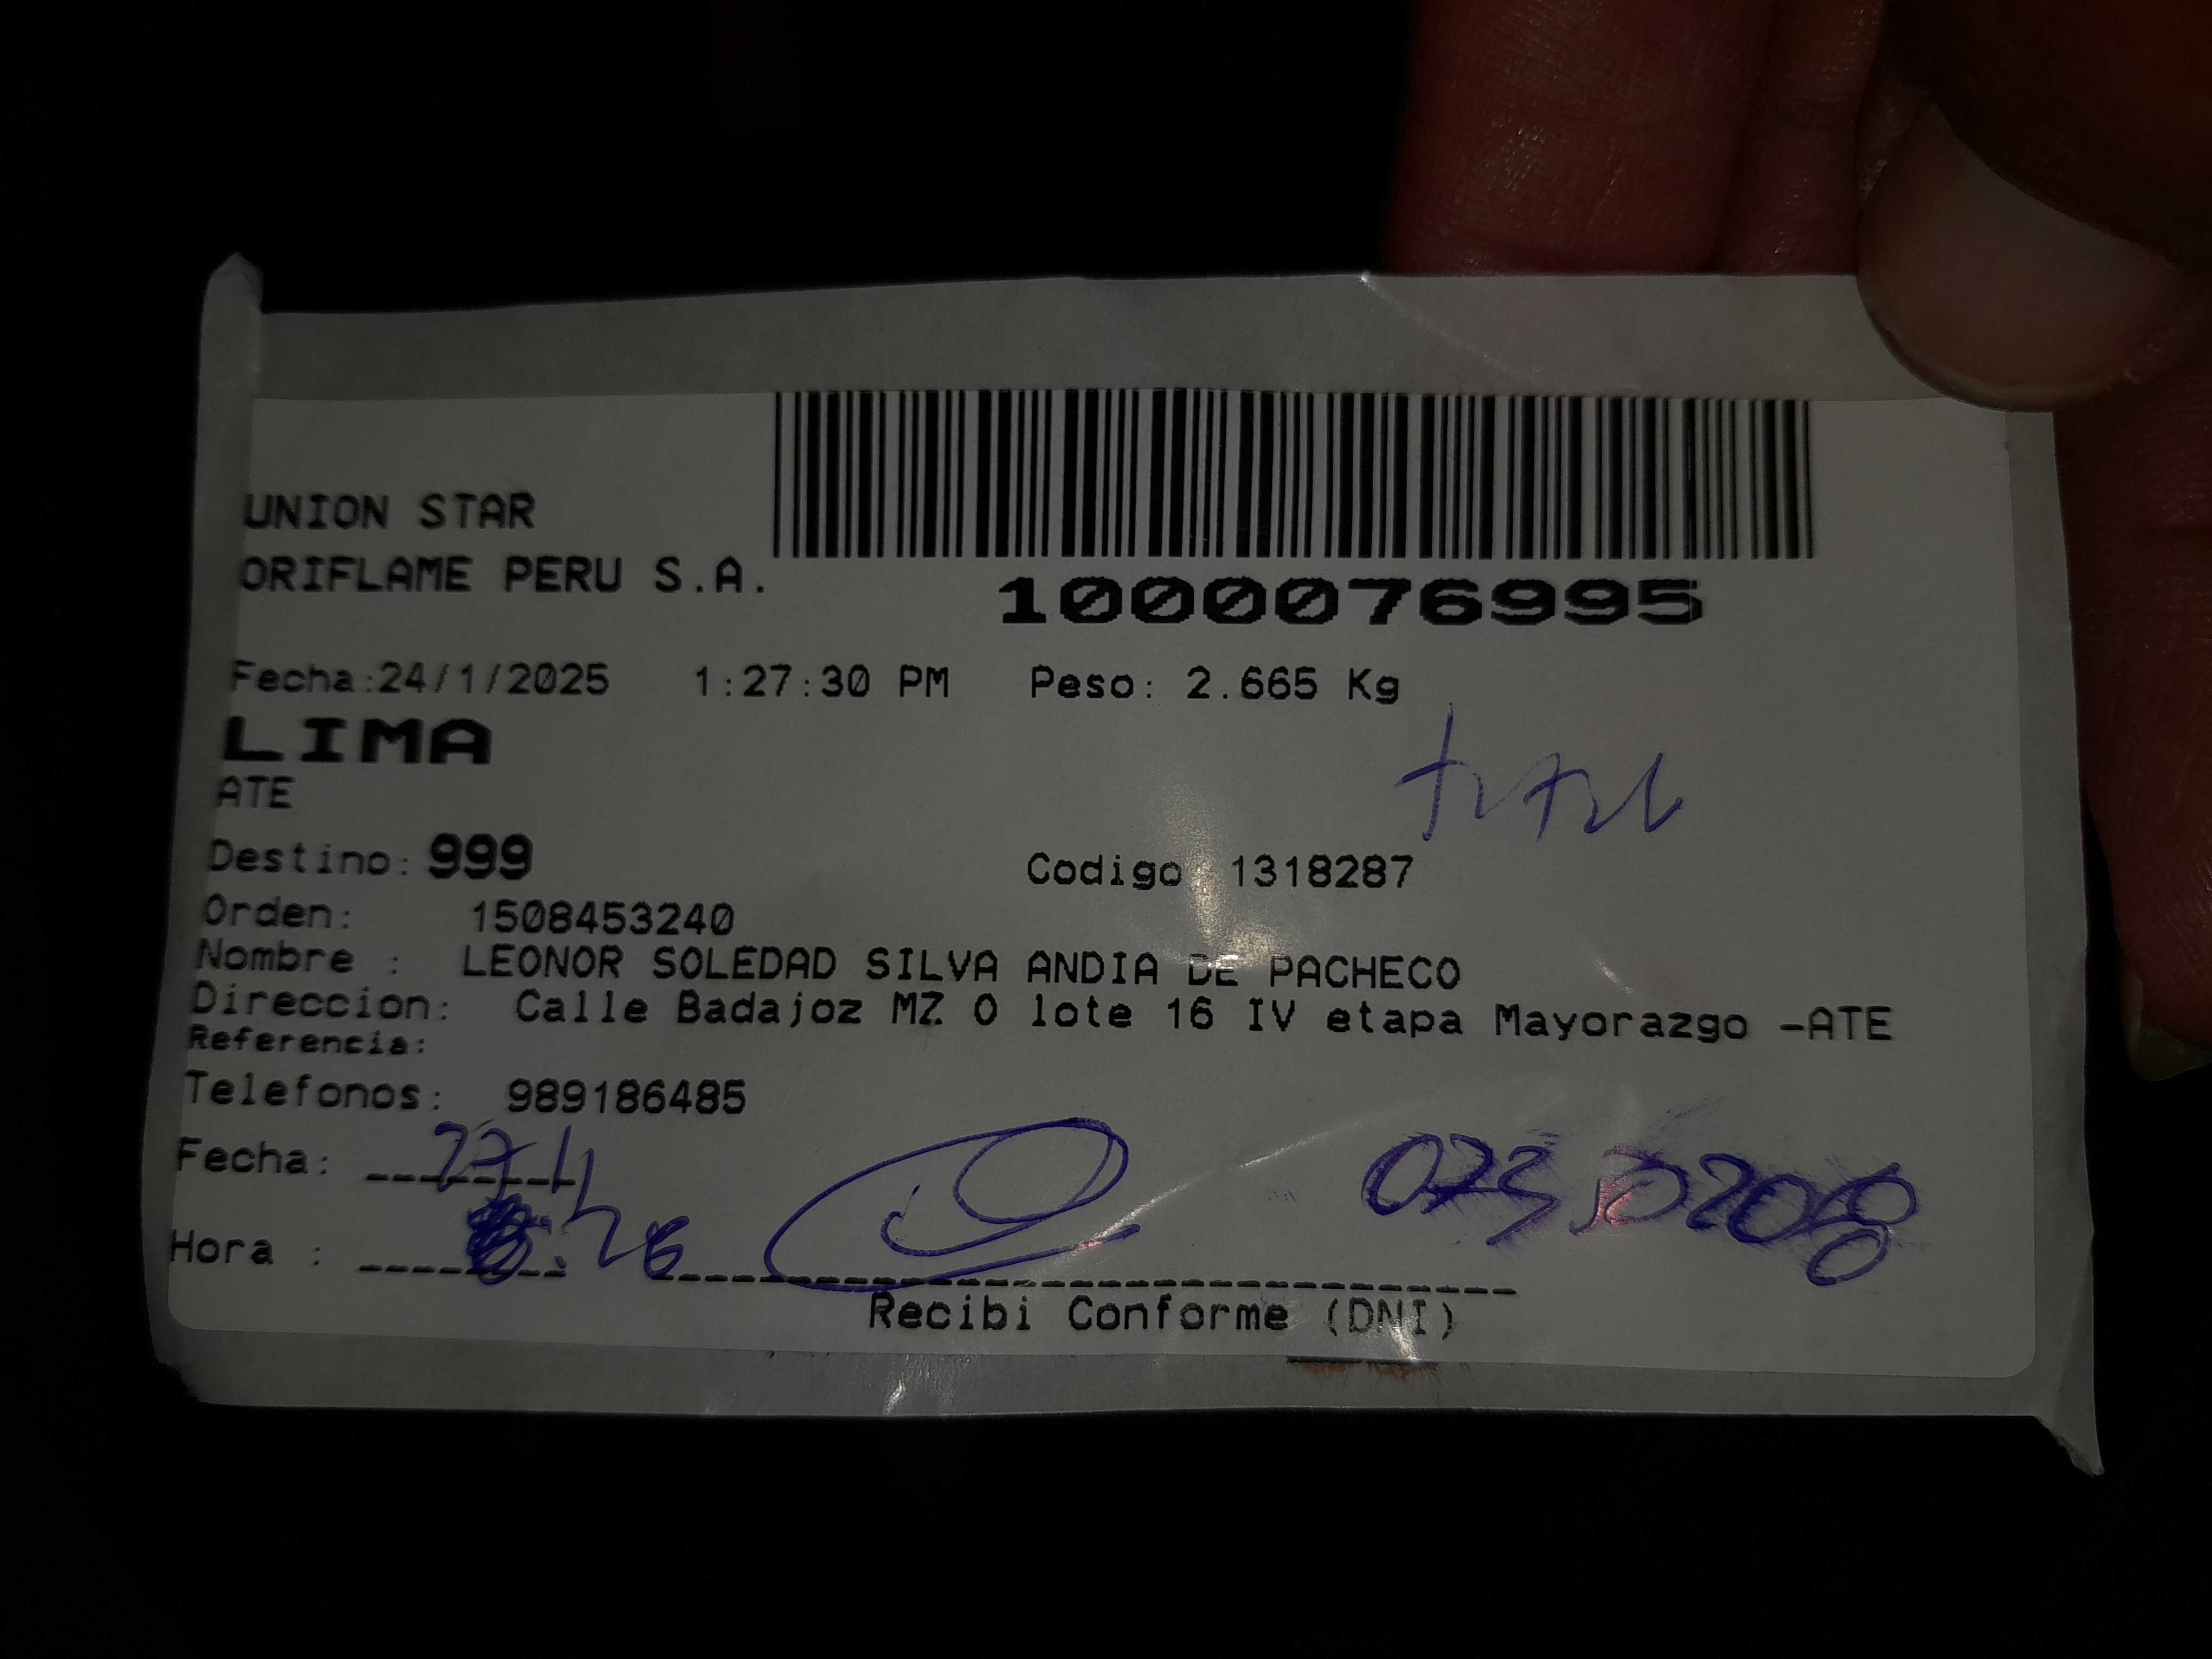 UNION STAR
ORIFLAME PERU S.A.
1000076995
Fecha:24/1/2025 1:27:30 PM Peso: 2.665 Kg
LIMA
ATE
Destino: 999 Codigo: 1318287
Orden: 1508453240
Nombre : LEONOR SOLEDAD SILVA ANDIA DE PACHECO
Direccion: Calle Badajoz MZ O lote 16 IV etapa Mayorazgo -ATE
Referencia:
Telefonos: 989186485
Fecha:
Hora :
Recibi Conforme (DNI)